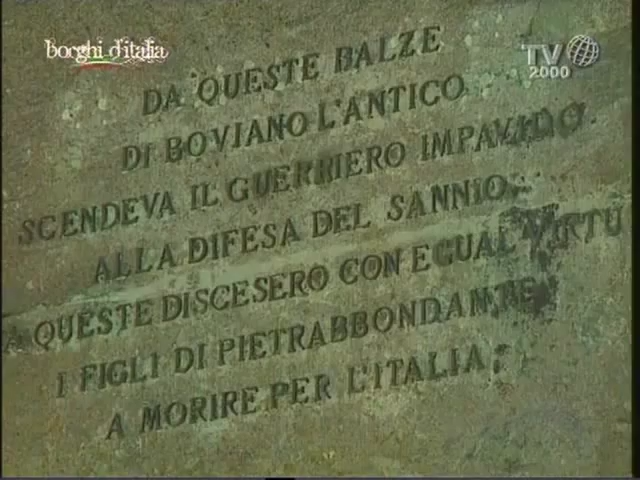 borghi d'italia
TV
2000
DA QUESTE BALZE
DI BOVIANO L'ANTICO
SCENDEVA IL GUERRIERO IMPAVIDO.
ALLA DIFESA DEL SANNIO.
QUESTE DISCESERO CON EGUAL VIRTU
I FIGLI DI PIETRABBONDANTE
A MORIRE PER L'ITALIA.